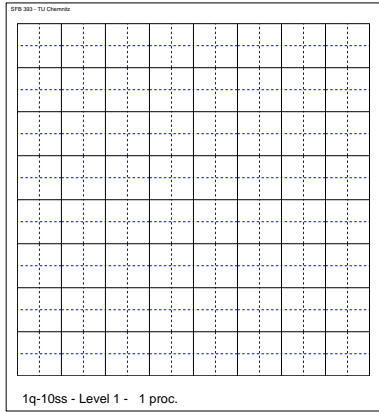 SFB 393 - TU Chemnitz
1q-10ss - Level 1 - 1 proc.